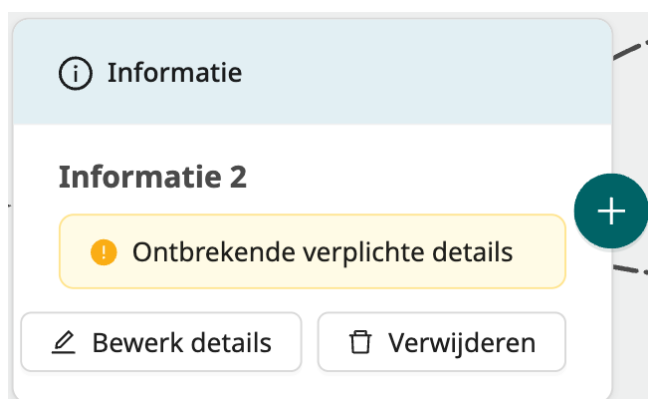 Informatie
Informatie 2
Ontbrekende verplichte details
Bewerk details
Verwijderen